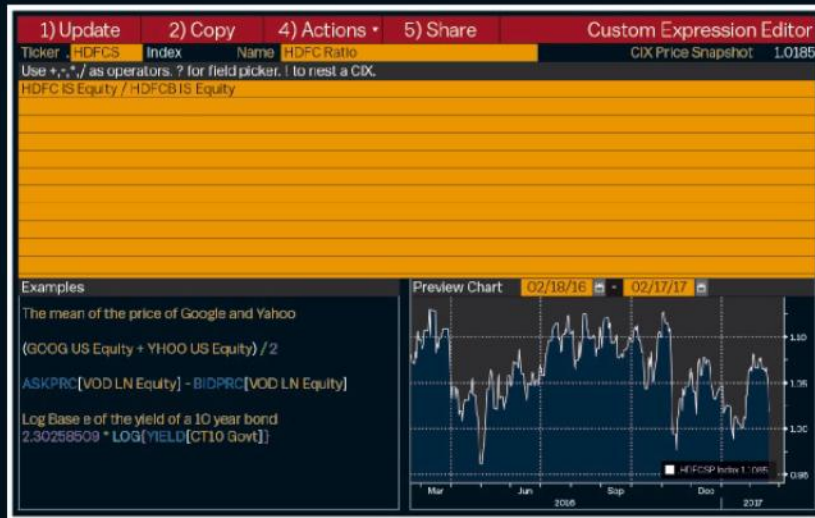 1) Update 2) Copy 4) Actions 5) Share Custom Expression Editor
Ticker . HDFCS Index Name HDFC Ratio CIX Price Snapshot 1.0185
Use +,-,*,/ as operators. ? for field picker. ! to nest a CIX.
HDFC IS Equity / HDFCB IS Equity
Examples
The mean of the price of Google and Yahoo
(GOOG US Equity + YHOO US Equity) / 2
ASKPRC[VOD LN Equity] - BIDPRC[VOD LN Equity]
Log Base e of the yield of a 10 year bond
2.30258509 * LOG{YIELD[CT10 Govt]}
Preview Chart 02/18/16 - 02/17/17
1.10
1.05
1.00
0.95
HDFCSP Index 1.1085
Mar Jun Sep Dec
2016 2017